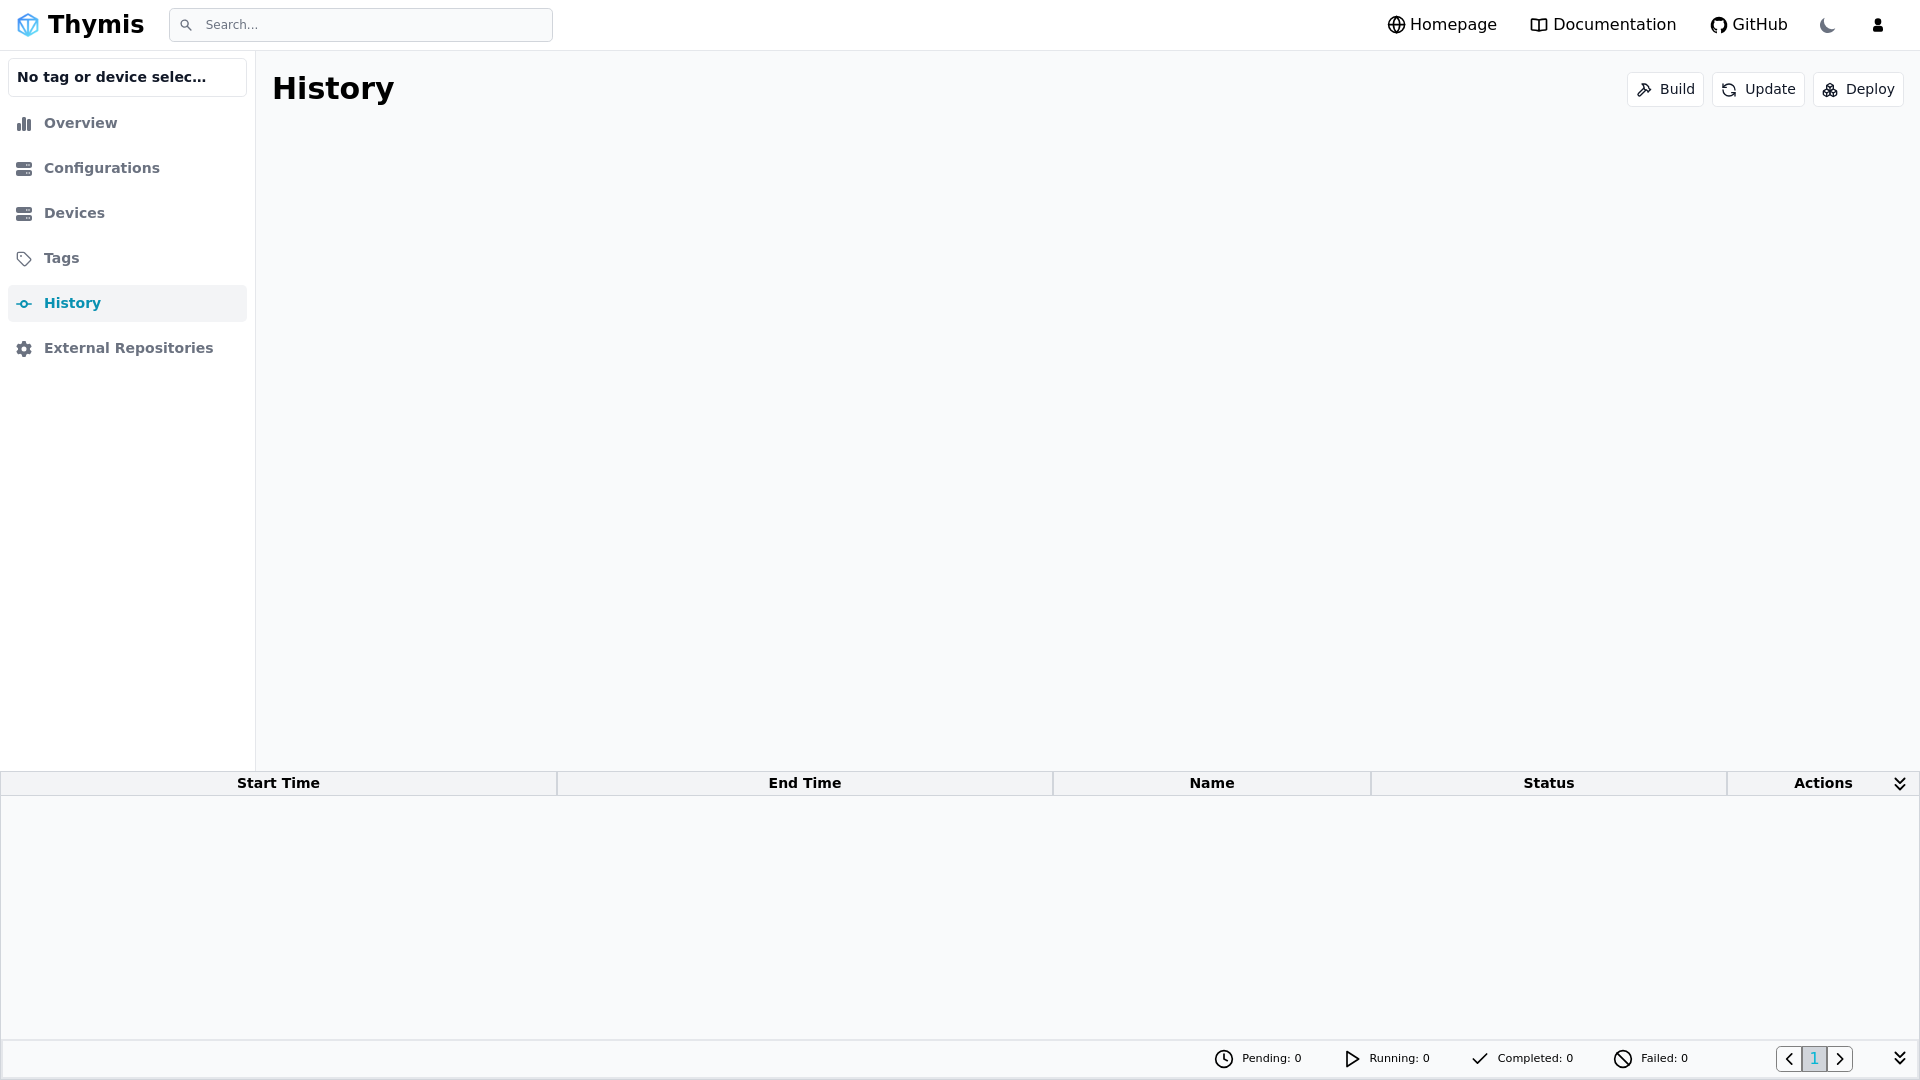 Thymis
Search...
Homepage
Documentation
GitHub
No tag or device selec...
Overview
Configurations
Devices
Tags
History
External Repositories
History
Build
Update
Deploy
Start Time
End Time
Name
Status
Actions
Pending: 0
Running: 0
Completed: 0
Failed: 0
1